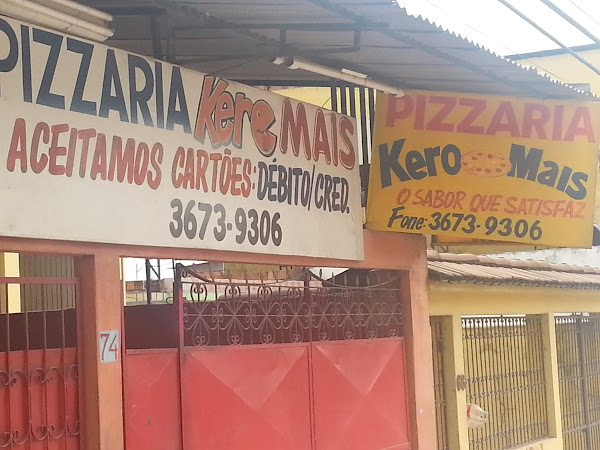 PIZZARIA Kere MAIS
ACEITAMOS CARTÕES: DÉBITO/CRED.
3673-9306
PIZZARIA
Kero Mais
O SABOR QUE SATISFAZ
Fone: 3673-9306
74